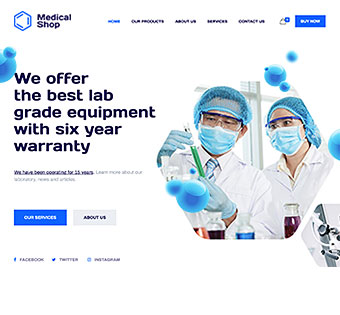 Medical
Shop
HOME
OUR PRODUCTS
ABOUT US
SERVICES
CONTACT US
BUY NOW
We offer
the best lab
grade equipment
with six year
warranty
We have been operating for 15 years. Learn more about our
laboratory, news and articles.
OUR SERVICES
ABOUT US
FACEBOOK
TWITTER
INSTAGRAM